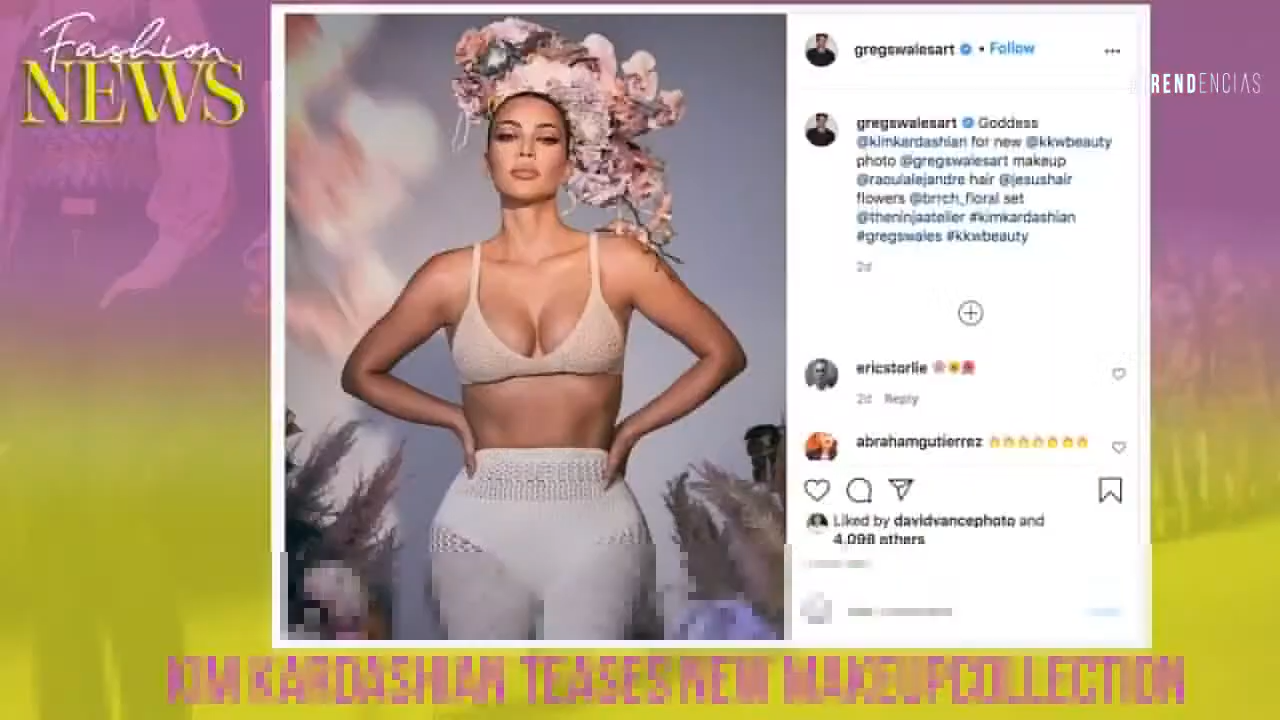 Fashion
NEWS
gregswalesart • Follow
RENDENCIAS
gregswalesart Goddess
@kimkardashian for new @kkwbeauty
photo @gregswalesart makeup
@raoulalejandre hair @jesushair
flowers @brrch_floral set
@theninjaatelier #kimkardashian
#gregswales #kkwbeauty
2d
ericstorlie
2d Reply
abrahamgutierrez
Liked by davidvancephoto and
4,098 others
KIM KARDASHIAN TEASES NEW MAKEUP COLLECTION